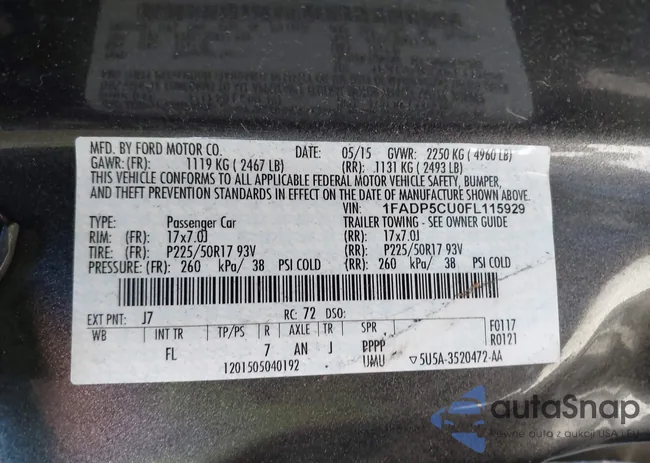 MFD. BY FORD MOTOR CO. DATE: 05/15 GVWR: 2250 KG ( 4960 LB)
GAWR: (FR): 1119 KG ( 2467 LB) (RR): 1131 KG ( 2493 LB)
THIS VEHICLE CONFORMS TO ALL APPLICABLE FEDERAL MOTOR VEHICLE SAFETY, BUMPER,
AND THEFT PREVENTION STANDARDS IN EFFECT ON THE DATE OF MANUFACTURE SHOWN ABOVE.
VIN: 1FADP5CU0FL115929
TYPE: Passenger Car TRAILER TOWING - SEE OWNER GUIDE
RIM: (FR) 17x7.0J (RR): 17x7.0J
TIRE: (FR) P225/50R17 93V (RR): P225/50R17 93V
PRESSURE: (FR) 260 kPa/ 38 PSI COLD (RR): 260 kPa/ 38 PSI COLD
EXT PNT: J7 RC: 72 DSO: F0117
WB INT TR TP/PS R AXLE TR SPR R0121
FL 7 AN J PPPP
1201505040192 UMU ▽5U5A-3520472-AA
autoSnap
Pewne auto z aukcji USA i EU